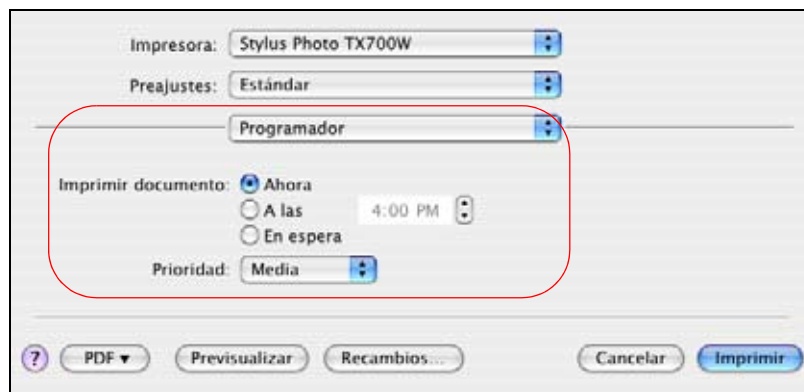 Impresora: Stylus Photo TX700W
Preajustes: Estándar
Programador
Imprimir documento: Ahora
A las 4:00 PM
En espera
Prioridad: Media
? PDF ▼ Previsualizar Recambios... Cancelar Imprimir